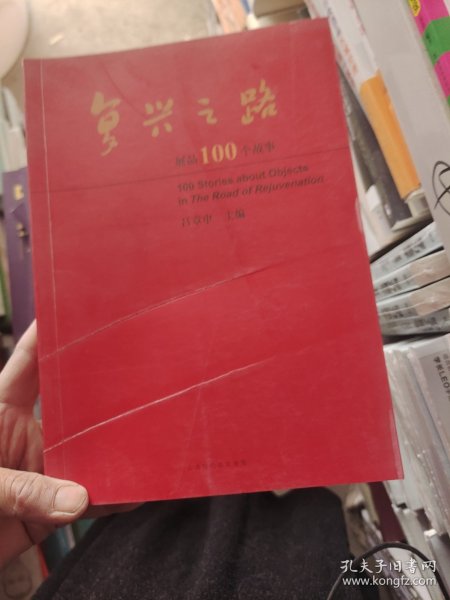 复兴之路
展品100个故事
100 Stories about Objects
in The Road of Rejuvenation
吕章申 主编
孔夫子旧书网
www.kongfz.com